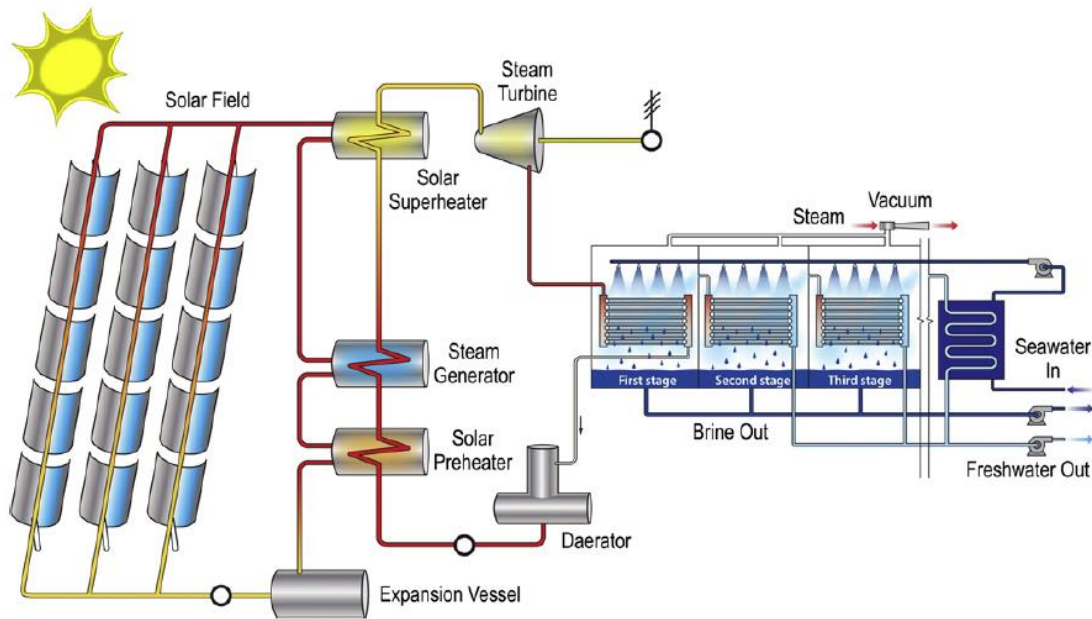 Solar Field
Steam
Turbine
Solar
Superheater
Steam
Vacuum
Steam
Generator
Solar
Preheater
First stage
Second stage
Third stage
Seawater
In
Brine Out
Freshwater Out
Daerator
Expansion Vessel